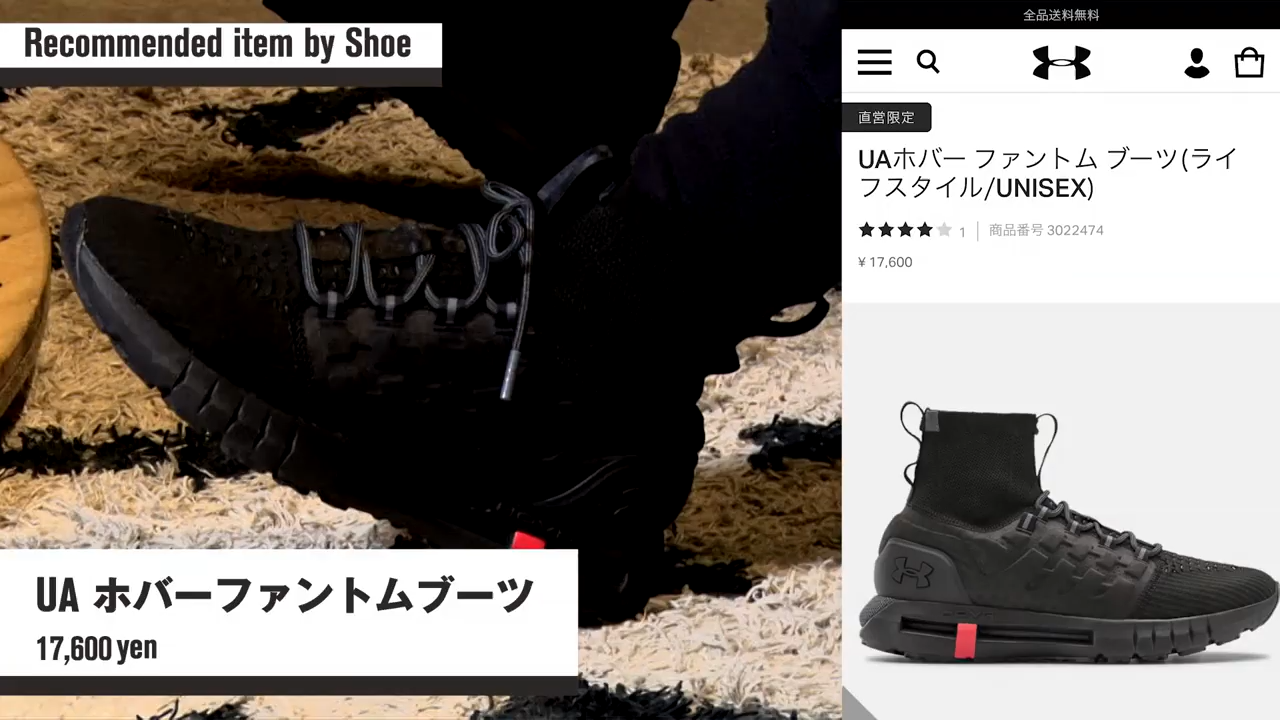 Recommended item by Shoe
UA ホバーファントムブーツ
17,600 yen
全品送料無料
直営限定
UAホバー ファントム ブーツ(ライ
フスタイル/UNISEX)
1 | 商品番号 3022474
¥ 17,600